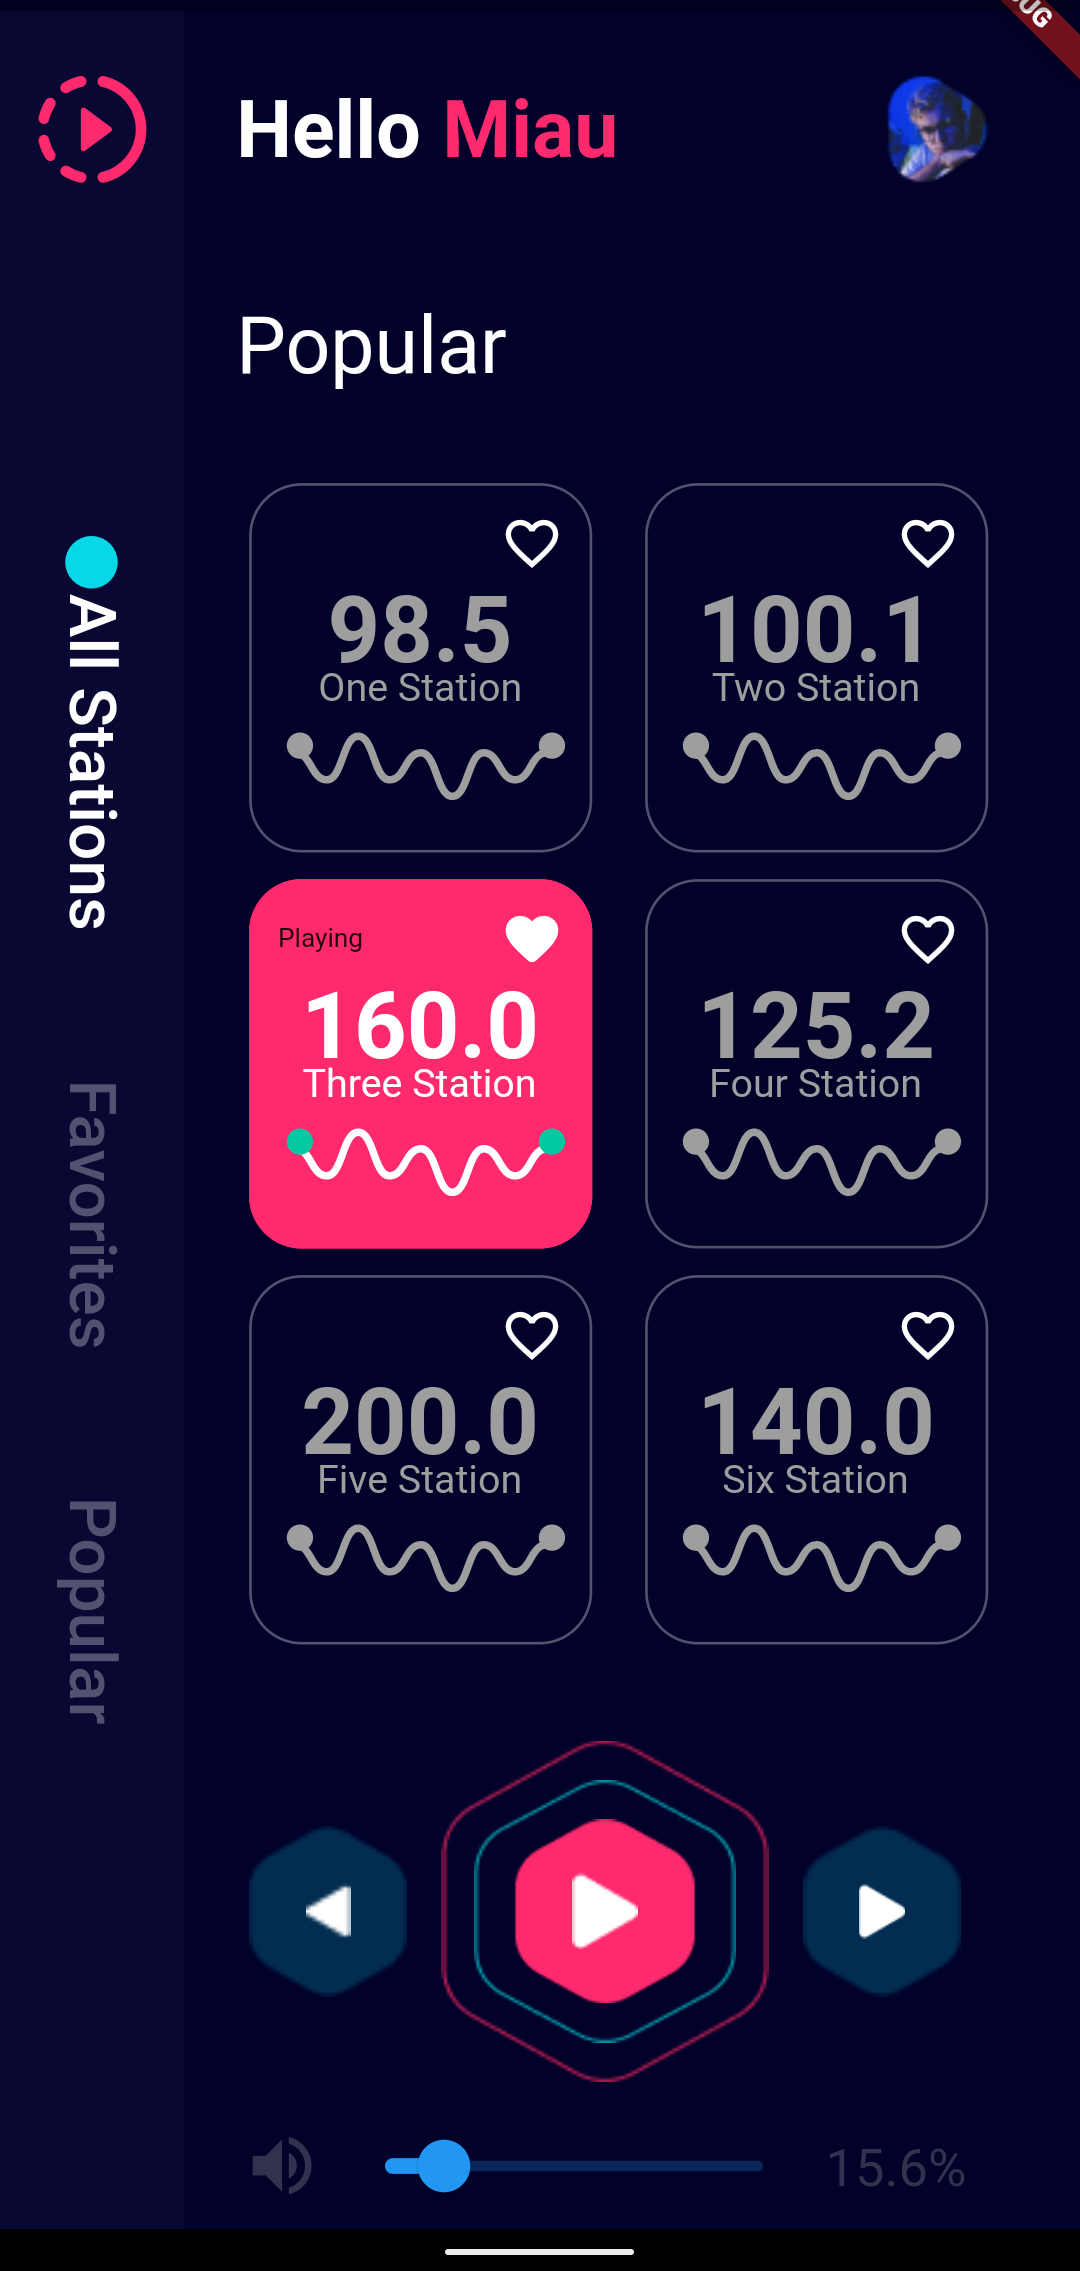 Hello Miau
Popular
All Stations
Favorites
Popular
98.5
One Station
100.1
Two Station
Playing
160.0
Three Station
125.2
Four Station
200.0
Five Station
140.0
Six Station
15.6%